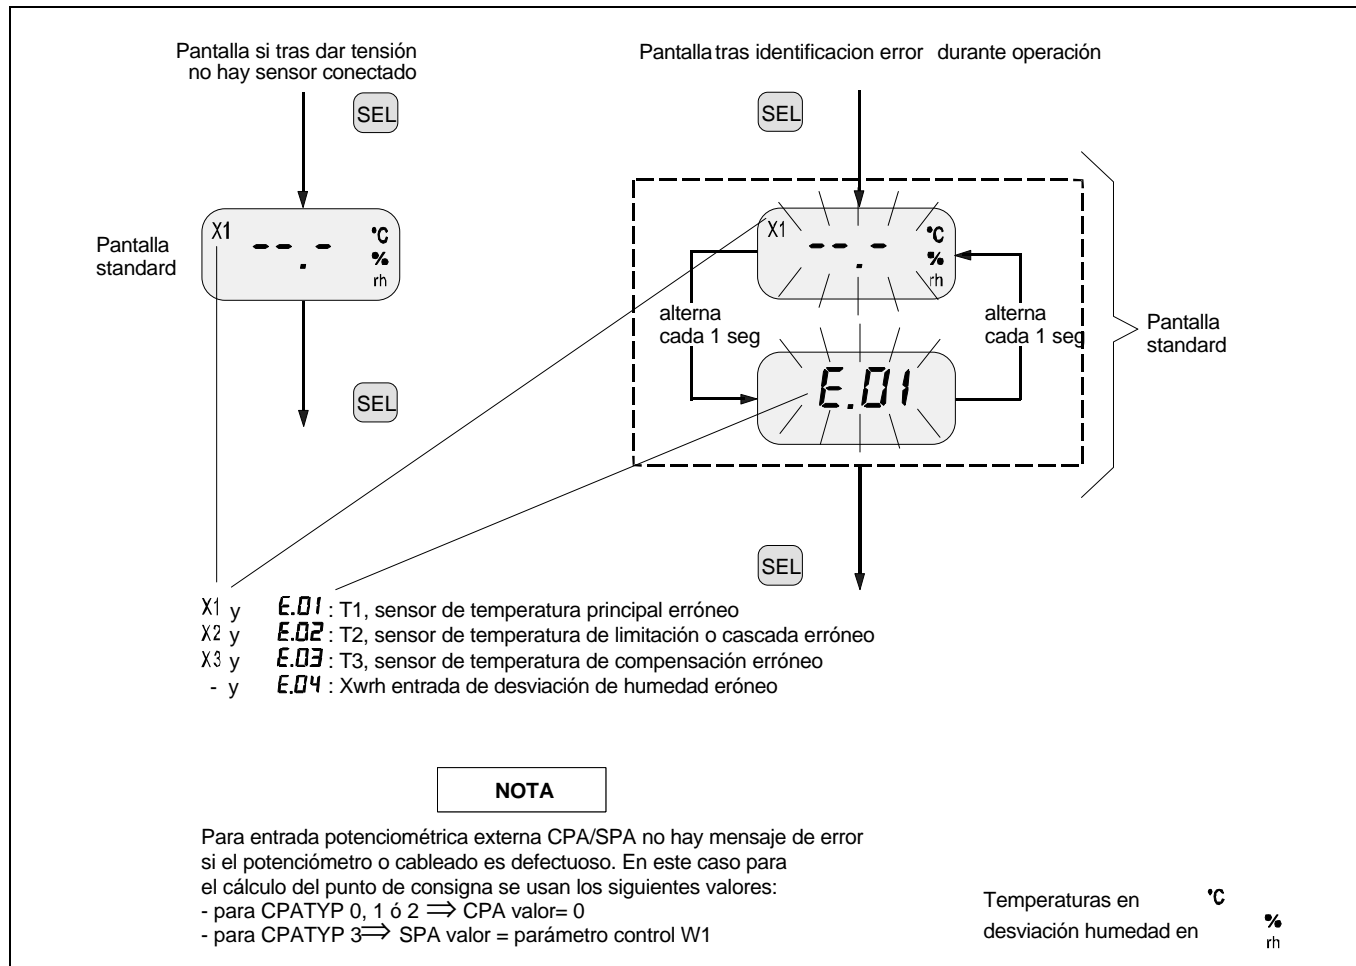 Pantalla si tras dar tensión
no hay sensor conectado
SEL
Pantalla
standard
X1
--.-
°C
%
rh
SEL
Pantalla tras identificacion error durante operación
SEL
X1
--.-
°C
%
rh
alterna
cada 1 seg
alterna
cada 1 seg
E.01
Pantalla
standard
SEL
X1 y E.01 : T1, sensor de temperatura principal erróneo
X2 y E.02 : T2, sensor de temperatura de limitación o cascada erróneo
X3 y E.03 : T3, sensor de temperatura de compensación erróneo
- y E.04 : Xwrh entrada de desviación de humedad eróneo
NOTA
Para entrada potenciométrica externa CPA/SPA no hay mensaje de error
si el potenciómetro o cableado es defectuoso. En este caso para
el cálculo del punto de consigna se usan los siguientes valores:
- para CPATYP 0, 1 ó 2 ⇒ CPA valor= 0
- para CPATYP 3⇒ SPA valor = parámetro control W1
Temperaturas en °C
desviación humedad en %
rh